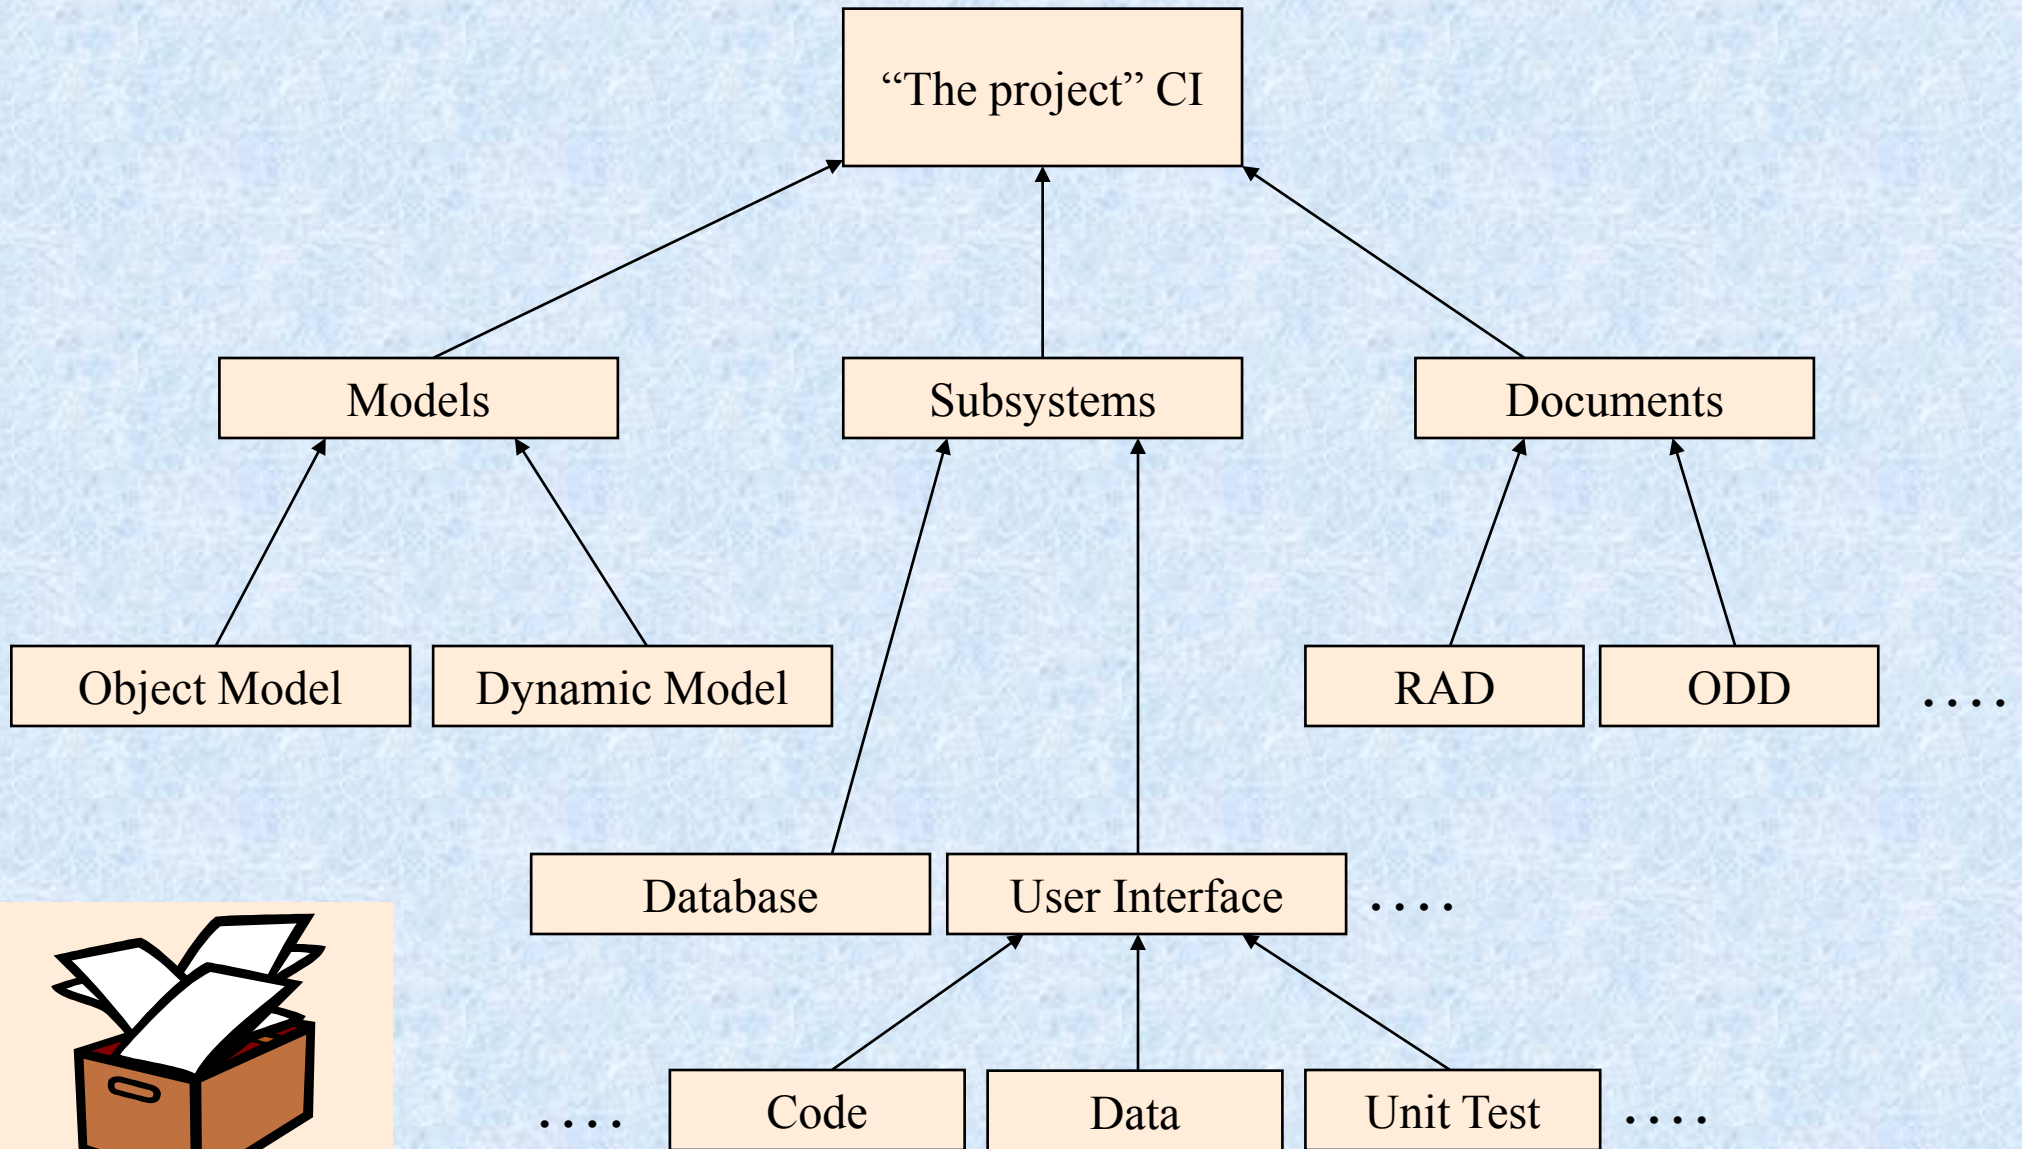 “The project” CI
Models
Subsystems
Documents
Object Model
Dynamic Model
RAD
ODD
....
Database
User Interface
....
....
Code
Data
Unit Test
....